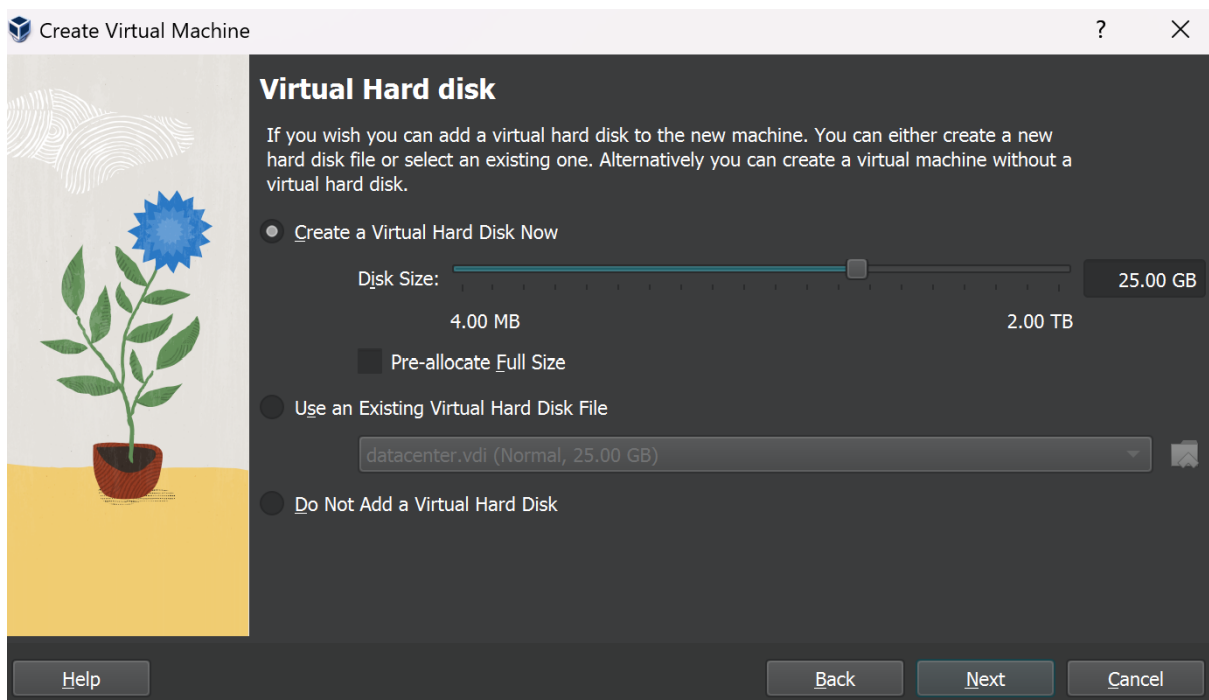 Create Virtual Machine
?
Virtual Hard disk
If you wish you can add a virtual hard disk to the new machine. You can either create a new
hard disk file or select an existing one. Alternatively you can create a virtual machine without a
virtual hard disk.
Create a Virtual Hard Disk Now
Disk Size:
25.00 GB
4.00 MB
2.00 TB
Pre-allocate Full Size
Use an Existing Virtual Hard Disk File
datacenter.vdi (Normal, 25.00 GB)
Do Not Add a Virtual Hard Disk
Help
Back
Next
Cancel